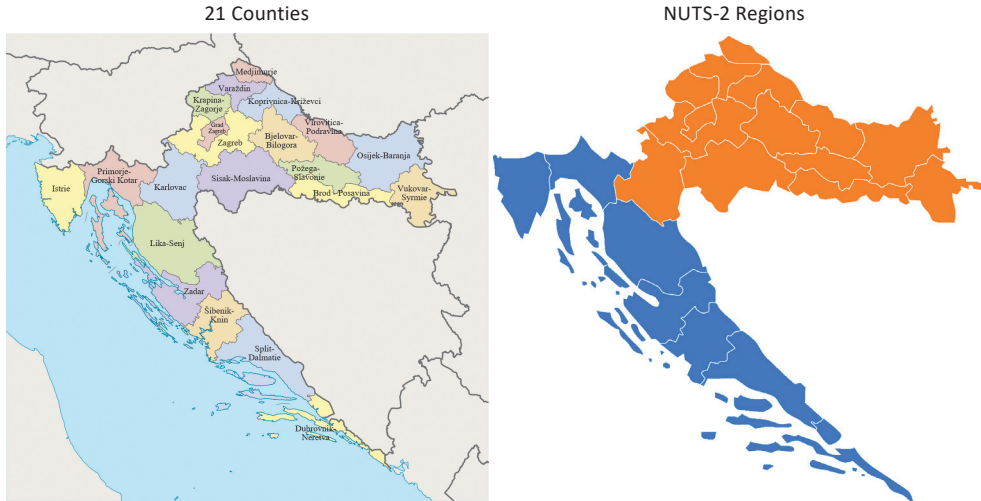 21 Counties
NUTS-2 Regions
Medjimurje
Varaždin
Krapina-
Zagorje
Koprivnica-Križevci
Grad
Zagreb
Zagreb
Bjelovar-
Bilogora
Virovitica-
Podravina
Osijek-Baranja
Primorje-
Gorski Kotar
Istrie
Karlovac
Sisak-Moslavina
Požega-
Slavonie
Brod - Posavina
Vukovar-
Syrmie
Lika-Senj
Zadar
Šibenik-
Knin
Split-
Dalmatie
Dubrovnik-
Neretva